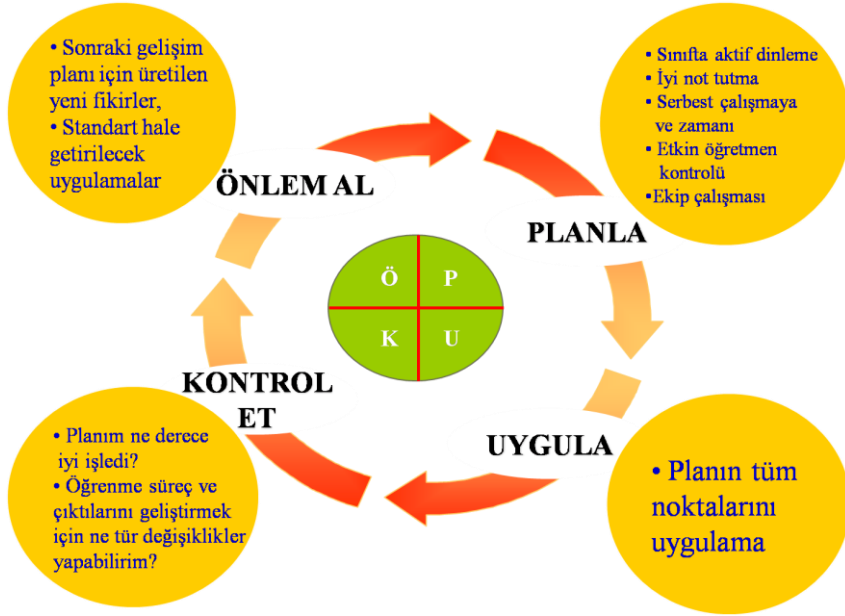 • Sonraki gelişim
planı için üretilen
yeni fikirler,
• Standart hale
getirilecek
uygulamalar
ÖNLEM AL
▪ Sınıfta aktif dinleme
▪ İyi not tutma
▪ Serbest çalışmaya
ve zamanı
▪ Etkin öğretmen
kontrolü
▪Ekip çalışması
PLANLA
Ö P
K U
KONTROL
ET
• Planım ne derece
iyi işledi?
• Öğrenme süreç ve
çıktılarını geliştirmek
için ne tür değişiklikler
yapabilirim?
UYGULA
• Planın tüm
noktalarını
uygulama